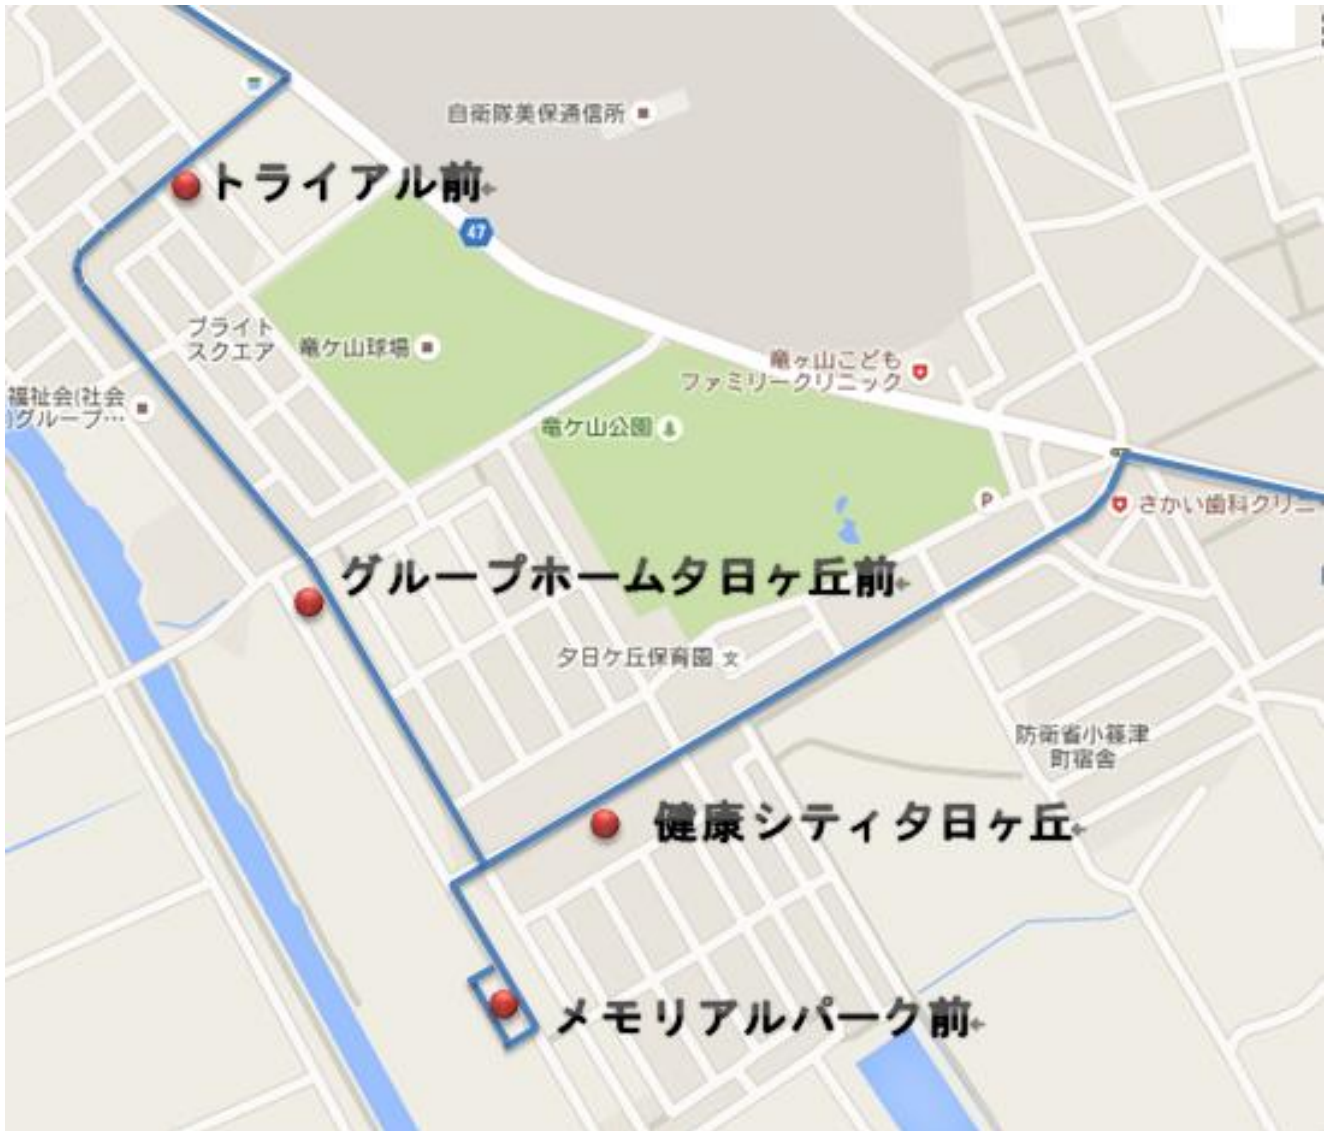 自衛隊美保通信所
トライアル前
47
ブライト
スクエア
竜ケ山球場
竜ヶ山こども
ファミリークリニック
福祉会(社会
)グループ…
竜ケ山公園
P
さかい歯科クリニ
グループホーム夕日ヶ丘前
夕日ケ丘保育園
文
防衛省小篠津
町宿舎
健康シティ夕日ヶ丘
メモリアルパーク前